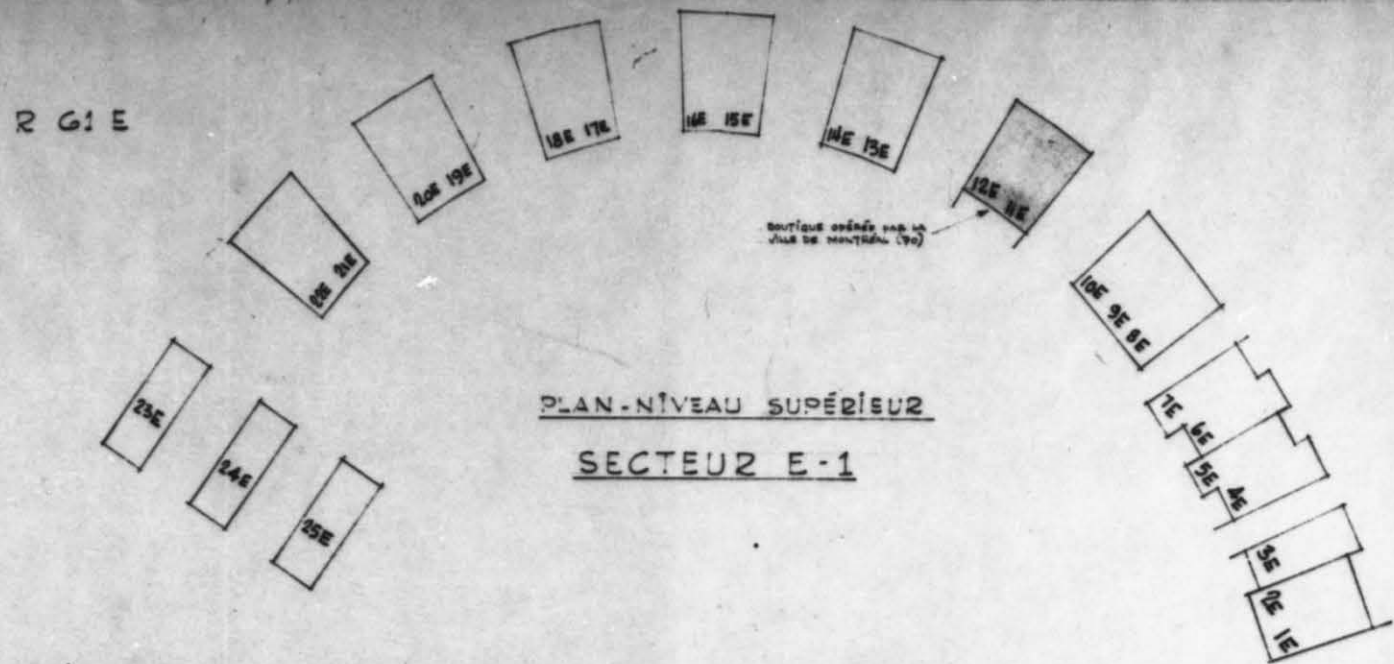 R G1 E
18E 17E
16E 15E
14E 13E
20E 19E
12E 11E
BOUTIQUE OPÉRÉE PAR LA
VILLE DE MONTRÉAL (70)
22E 21E
10E 9E 8E
23E
24E
25E
PLAN-NIVEAU SUPÉRIEUR
SECTEUR E-1
7E 6E
5E 4E
3E
2E 1E